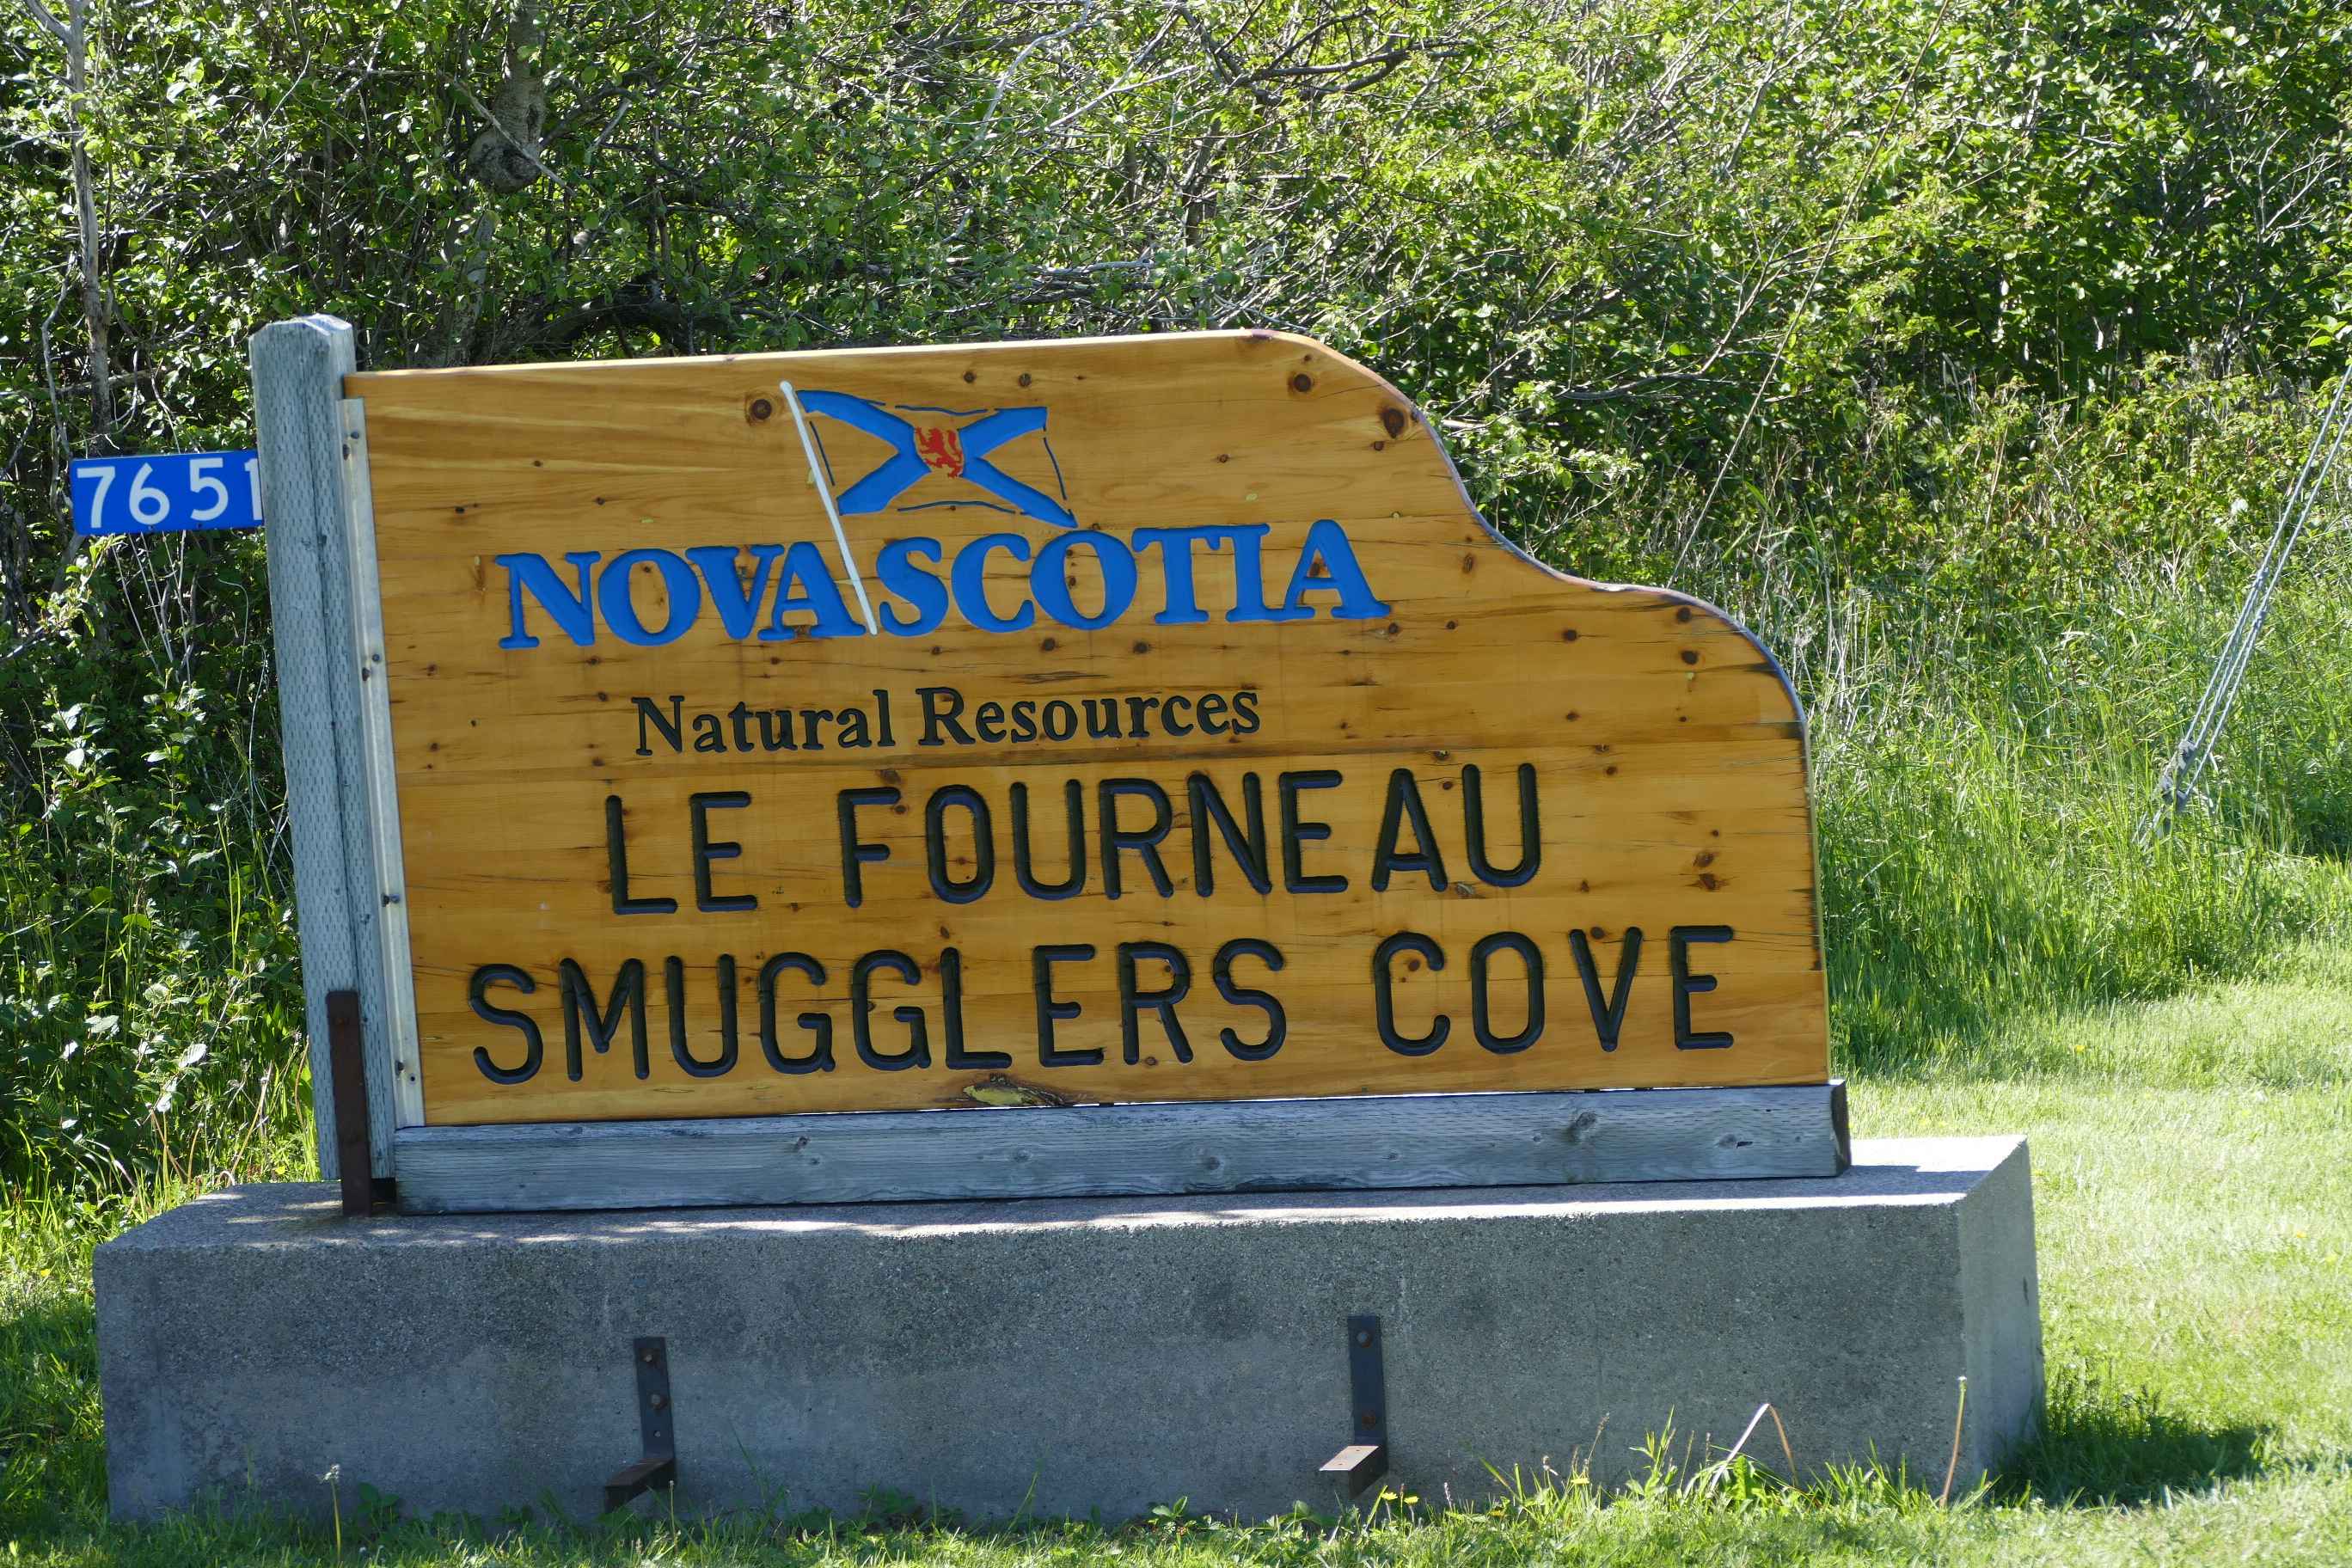 7651
NOVA SCOTIA
Natural Resources
LE FOURNEAU
SMUGGLERS COVE